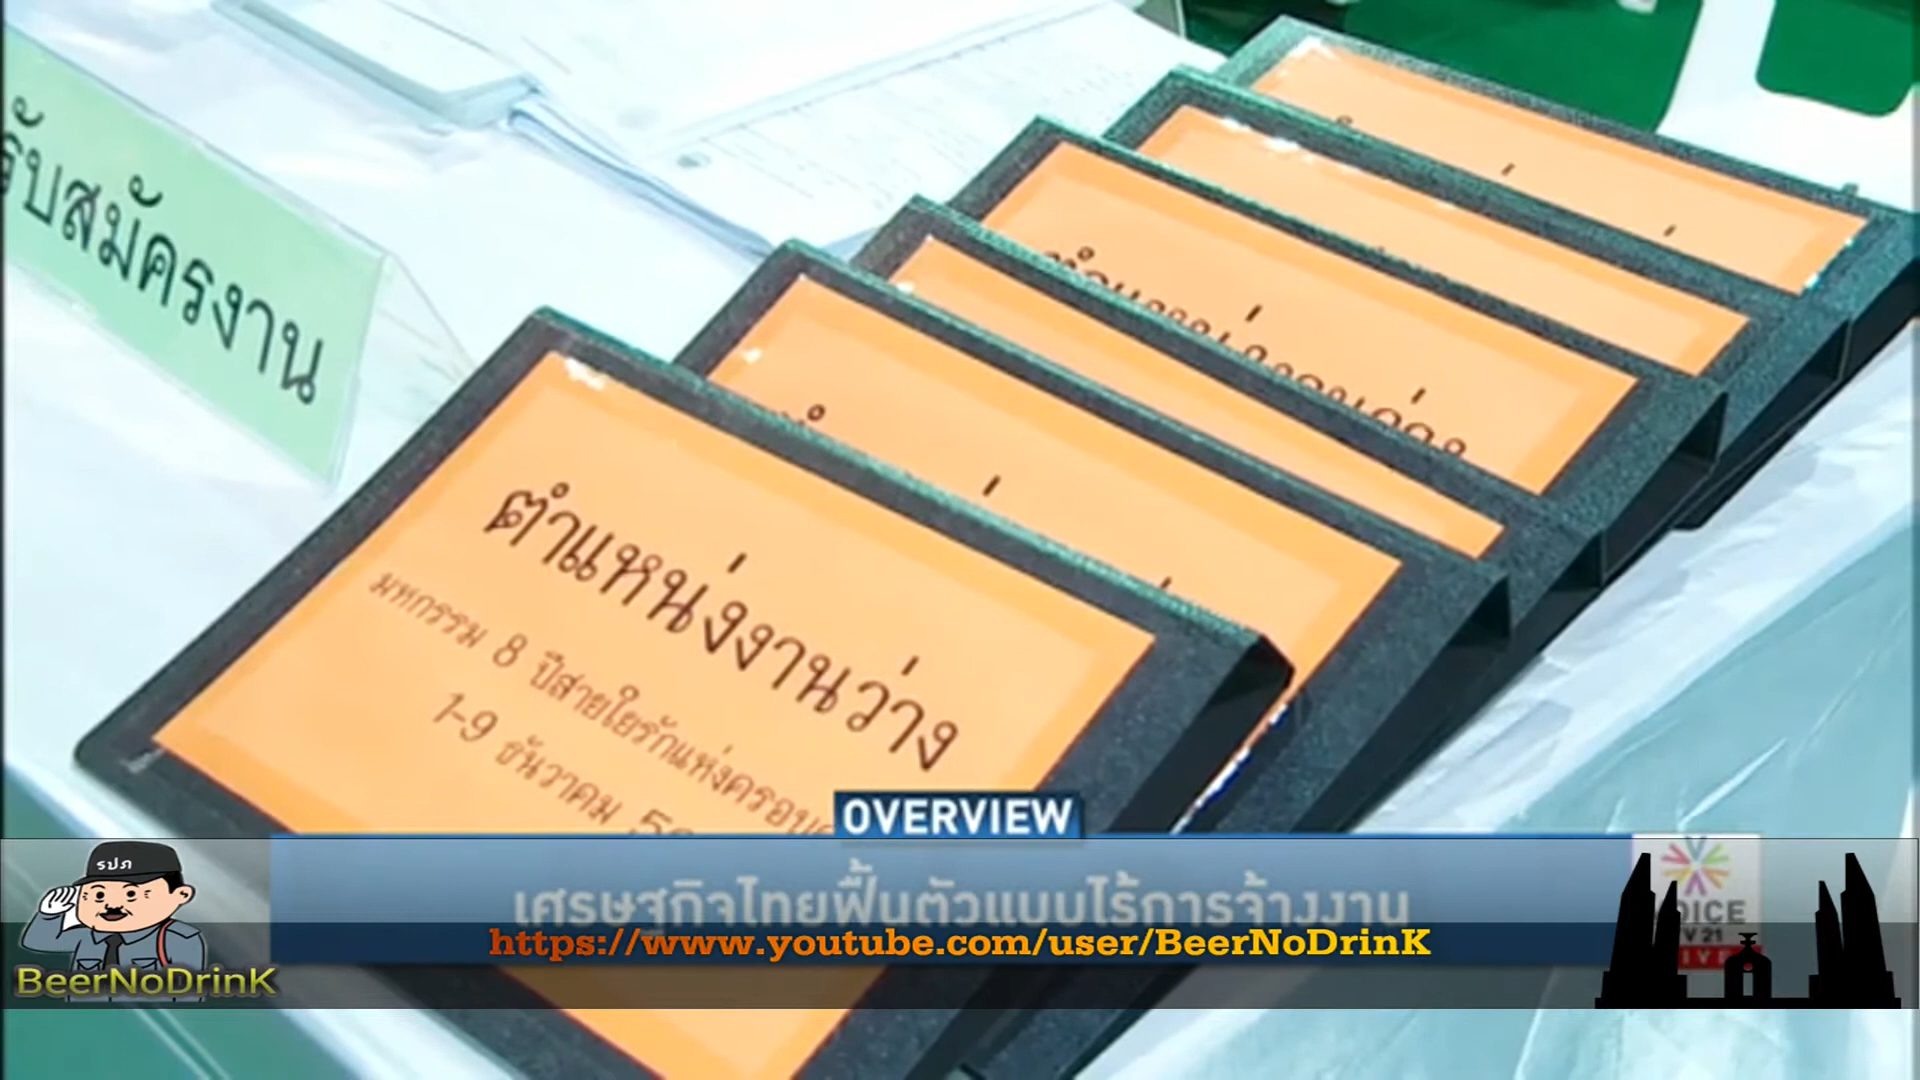 รับสมัครงาน
ตำแหน่งงานว่าง
มหกรรม 8 ปีสายใยรักแห่งครอบ
1-9 ธันวาคม
OVERVIEW
เศรษฐกิจไทยฟื้นตัวแบบไร้การจ้างงาน
https://www.youtube.com/user/BeerNoDrinK
รปภ
BeerNoDrinK
VOICE
TV 21
LIVE